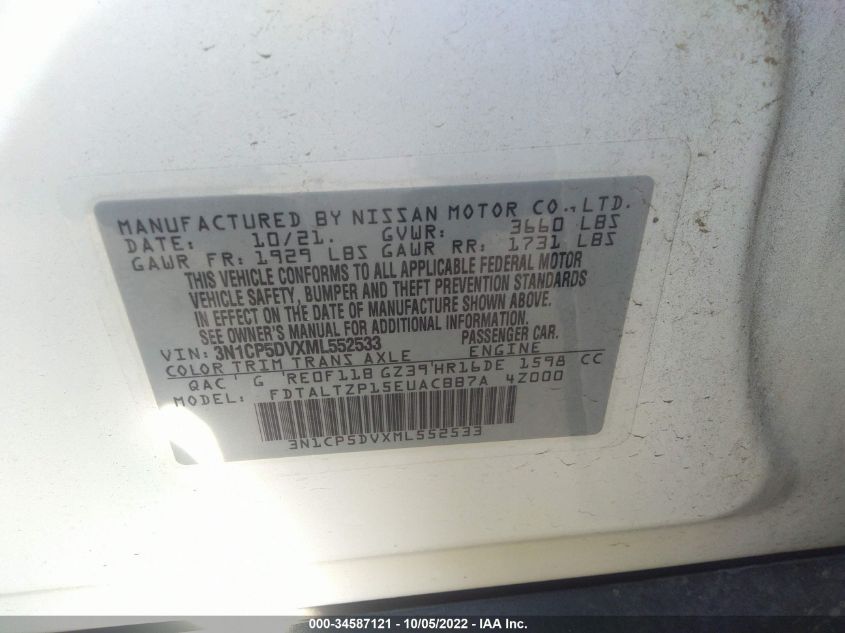 MANUFACTURED BY NISSAN MOTOR CO., LTD.
DATE: 10/21. GVWR: 3660 LBS
GAWR FR: 1929 LBS GAWR RR: 1731 LBS
THIS VEHICLE CONFORMS TO ALL APPLICABLE FEDERAL MOTOR
VEHICLE SAFETY, BUMPER AND THEFT PREVENTION STANDARDS
IN EFFECT ON THE DATE OF MANUFACTURE SHOWN ABOVE.
SEE OWNER'S MANUAL FOR ADDITIONAL INFORMATION.
VIN: 3N1CP5DVXML552533 PASSENGER CAR.
COLOR TRIM TRANS AXLE ENGINE
QAC G RE0F11B GZ39 HR16DE 1598 CC
MODEL: FDTALTZP15EUACBB7A 4Z000
3N1CP5DVXML552533
000-34587121 - 10/05/2022 - IAA Inc.